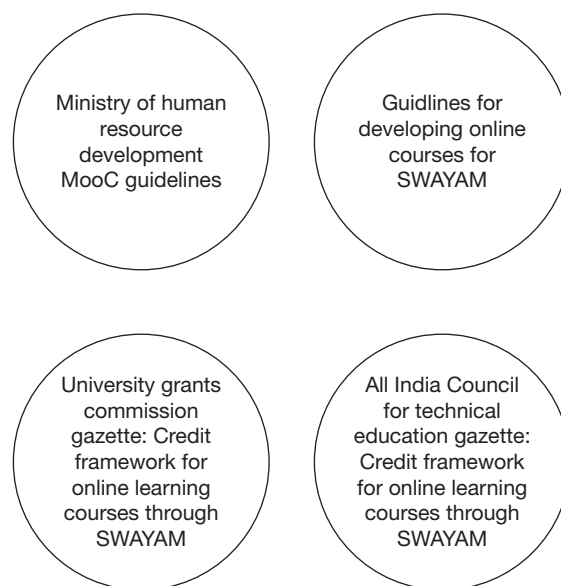 Ministry of human
resource
development
MooC guidelines
Guidlines for
developing online
courses for
SWAYAM
University grants
commission
gazette: Credit
framework for
online learning
courses through
SWAYAM
All India Council
for technical
education gazette:
Credit framework
for online learning
courses through
SWAYAM